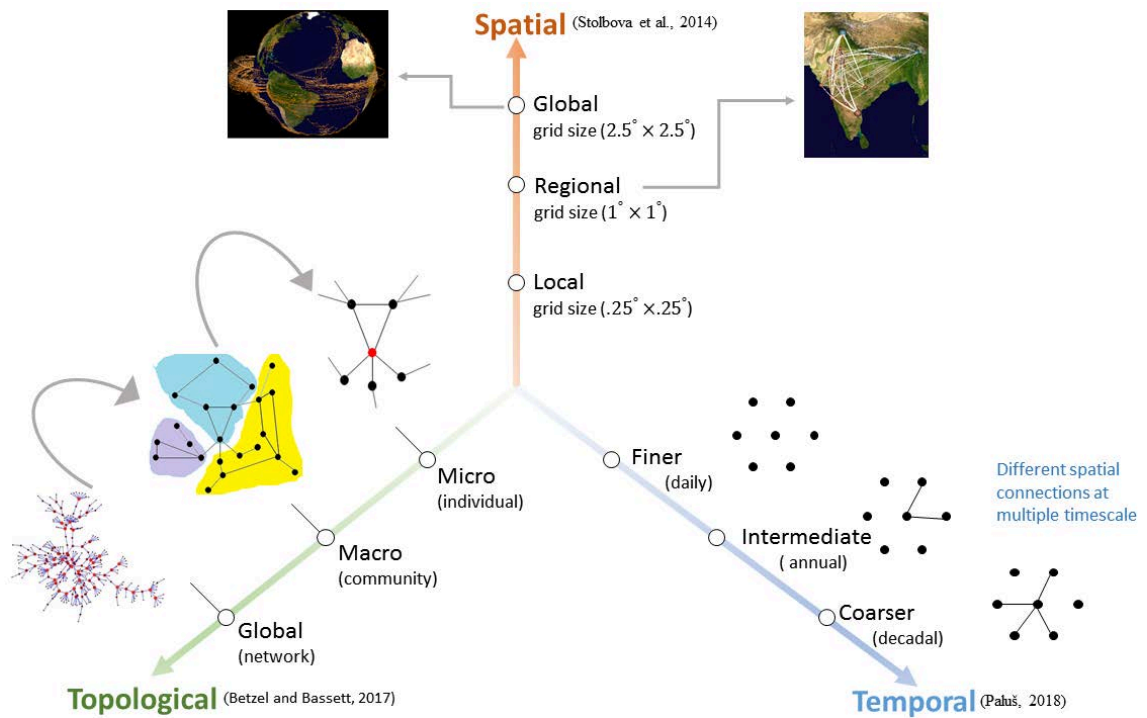 Spatial (Stolbova et al., 2014)
Global
grid size (2.5° × 2.5°)
Regional
grid size (1° × 1°)
Local
grid size (.25° ×.25°)
Micro
(individual)
Macro
(community)
Global
(network)
Topological (Betzel and Bassett, 2017)
Finer
(daily)
Intermediate
( annual)
Coarser
(decadal)
Different spatial
connections at
multiple timescale
Temporal (Paluš, 2018)